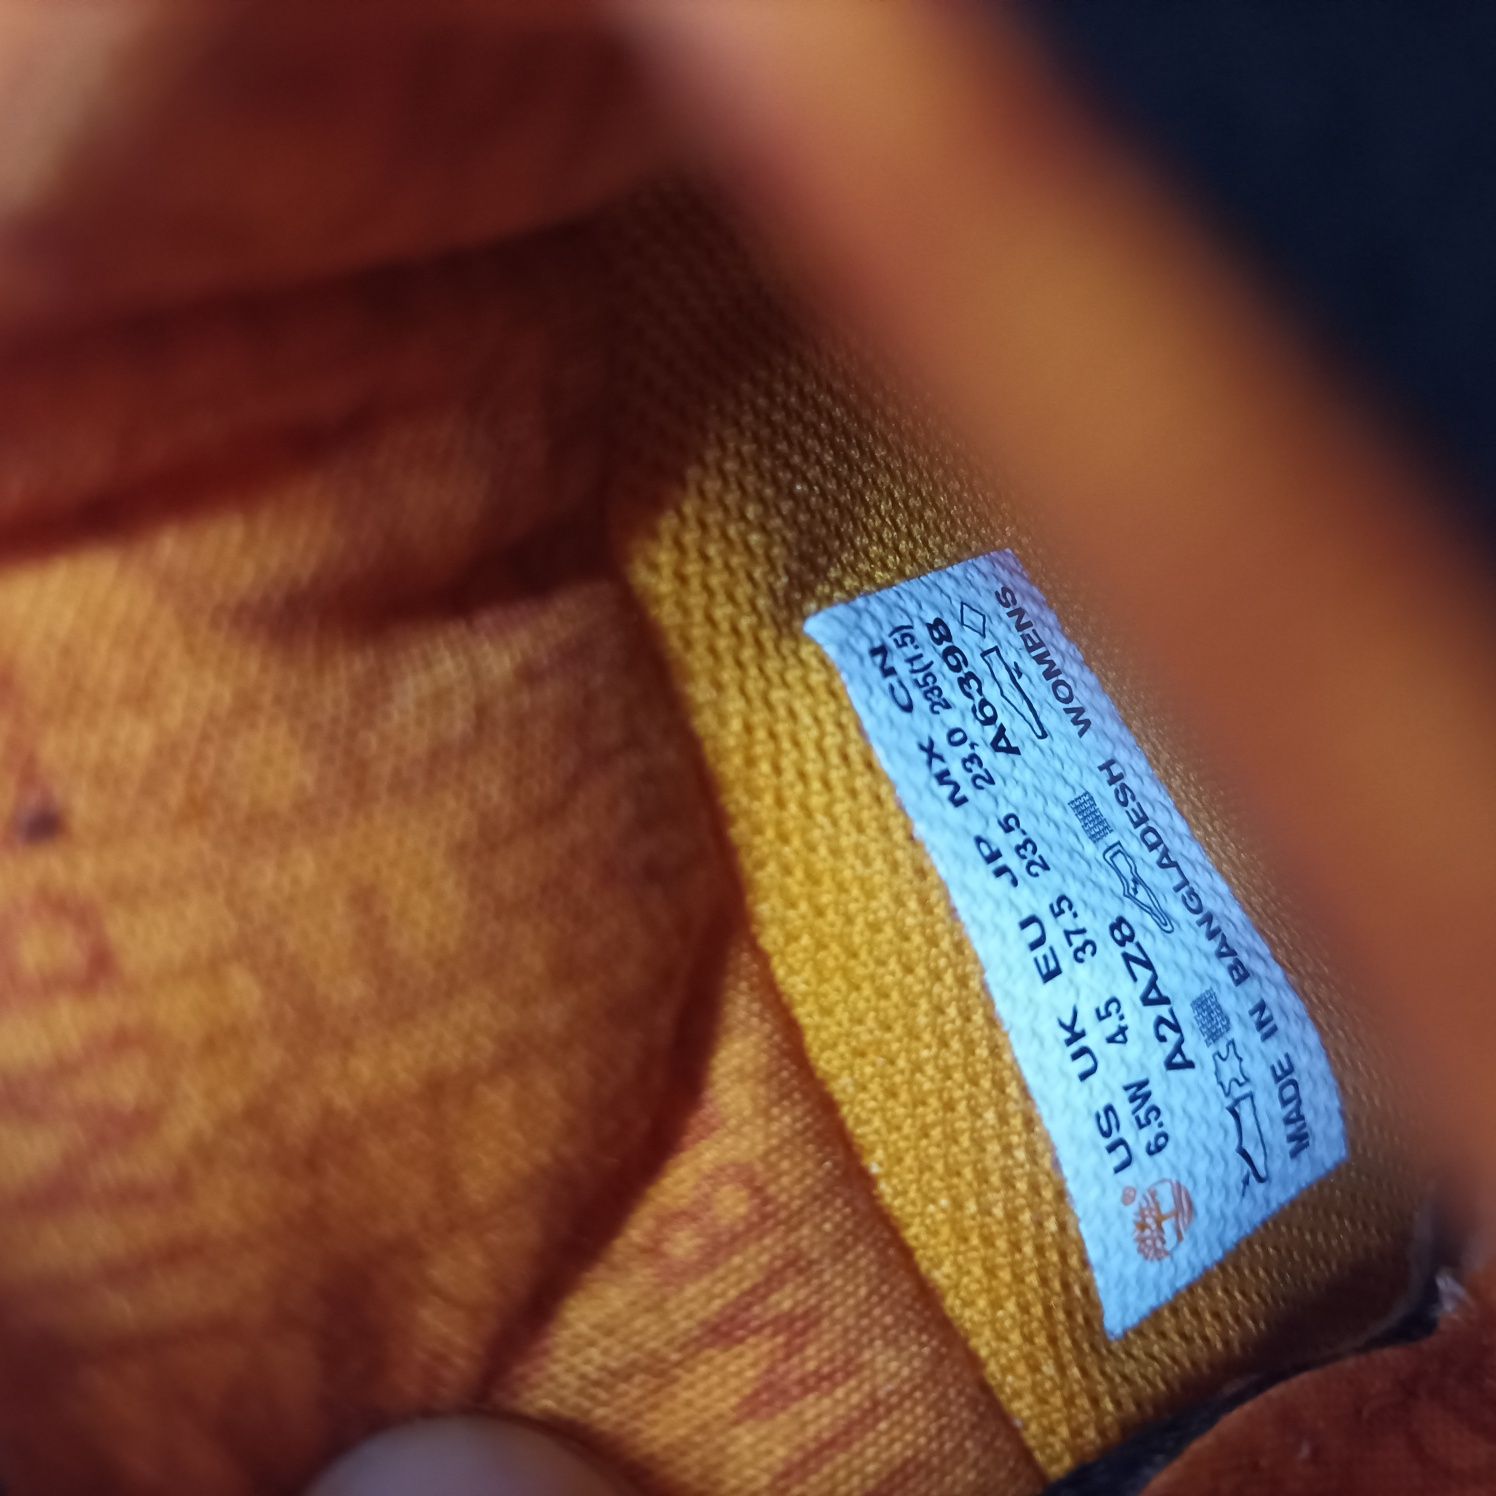 US UK EU JP MX CN
6.5W 4.5 37.5 23.5 23,0 235(1.5)
A2AZ8 A6398
MADE IN BANGLADESH WOMENS